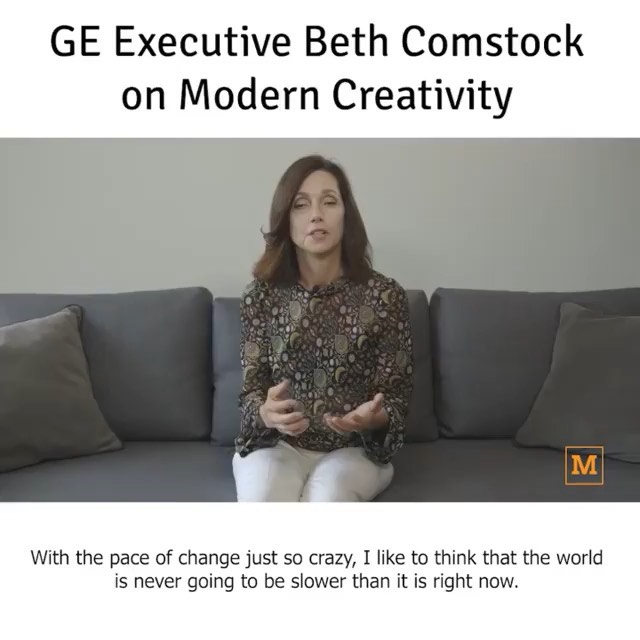 GE Executive Beth Comstock
on Modern Creativity
M
With the pace of change just so crazy, I like to think that the world
is never going to be slower than it is right now.